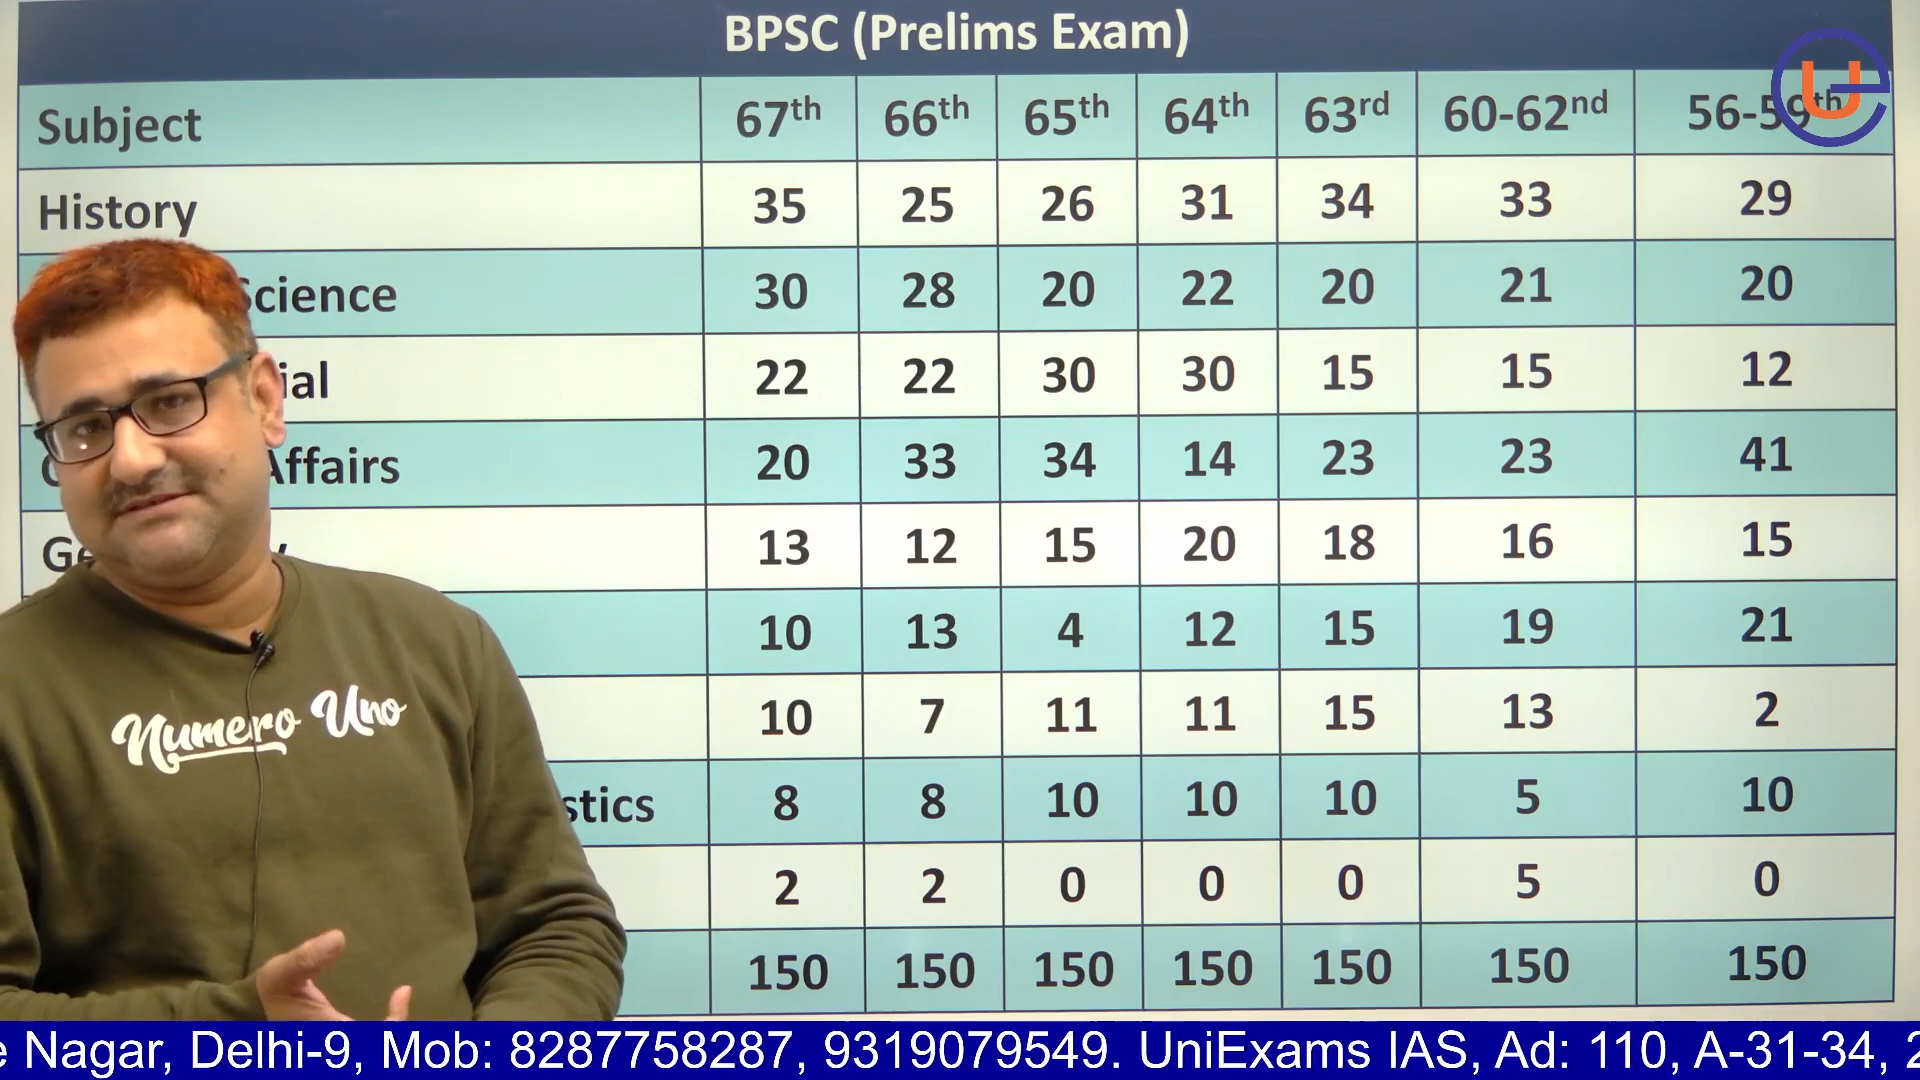 BPSC (Prelims Exam)
Subject 67th 66th 65th 64th 63rd 60-62nd 56-59th
History 35 25 26 31 34 33 29
Science 30 28 20 22 20 21 20
22 22 30 30 15 15 12
Affairs 20 33 34 14 23 23 41
13 12 15 20 18 16 15
10 13 4 12 15 19 21
10 7 11 11 15 13 2
8 8 10 10 10 5 10
2 2 0 0 0 5 0
150 150 150 150 150 150 150
Numero Uno
Nagar, Delhi-9, Mob: 8287758287, 9319079549. UniExams IAS, Ad: 110, A-31-34,